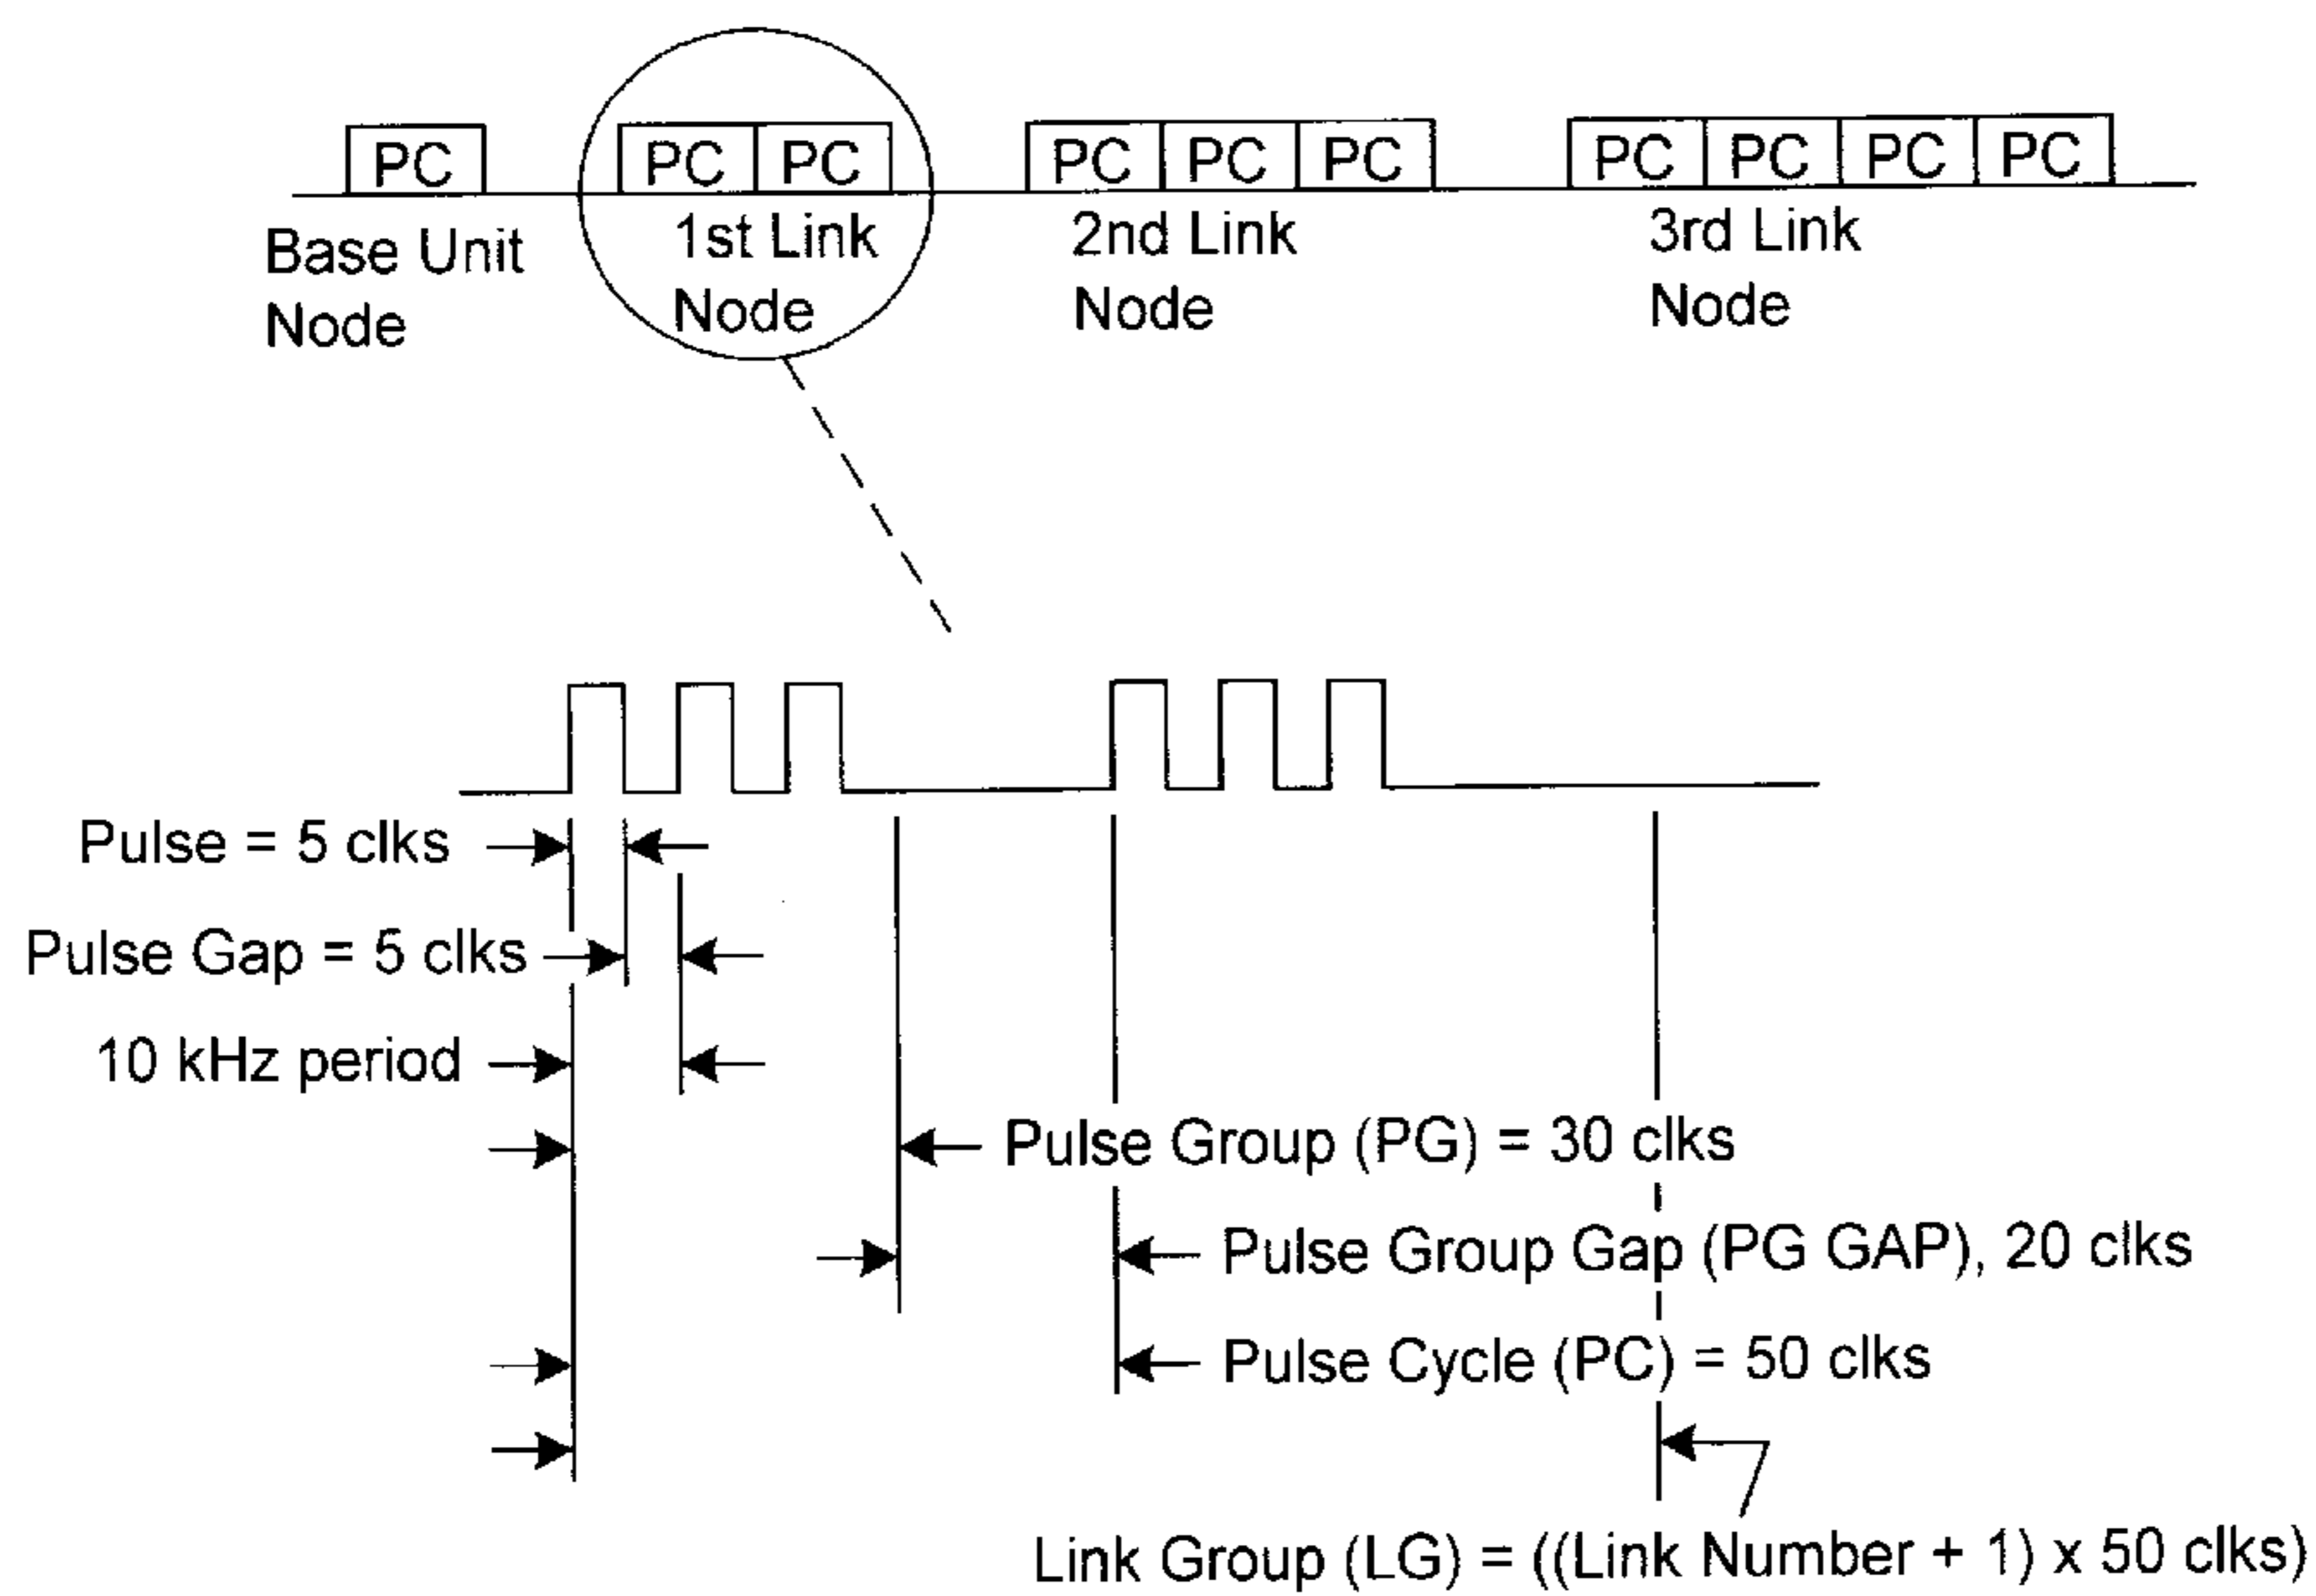 PC
PC PC
PC PC PC
PC PC PC PC
Base Unit
Node
1st Link
Node
2nd Link
Node
3rd Link
Node
Pulse = 5 clks
Pulse Gap = 5 clks
10 kHz period
Pulse Group (PG) = 30 clks
Pulse Group Gap (PG GAP), 20 clks
Pulse Cycle (PC) = 50 clks
Link Group (LG) = ((Link Number + 1) x 50 clks)